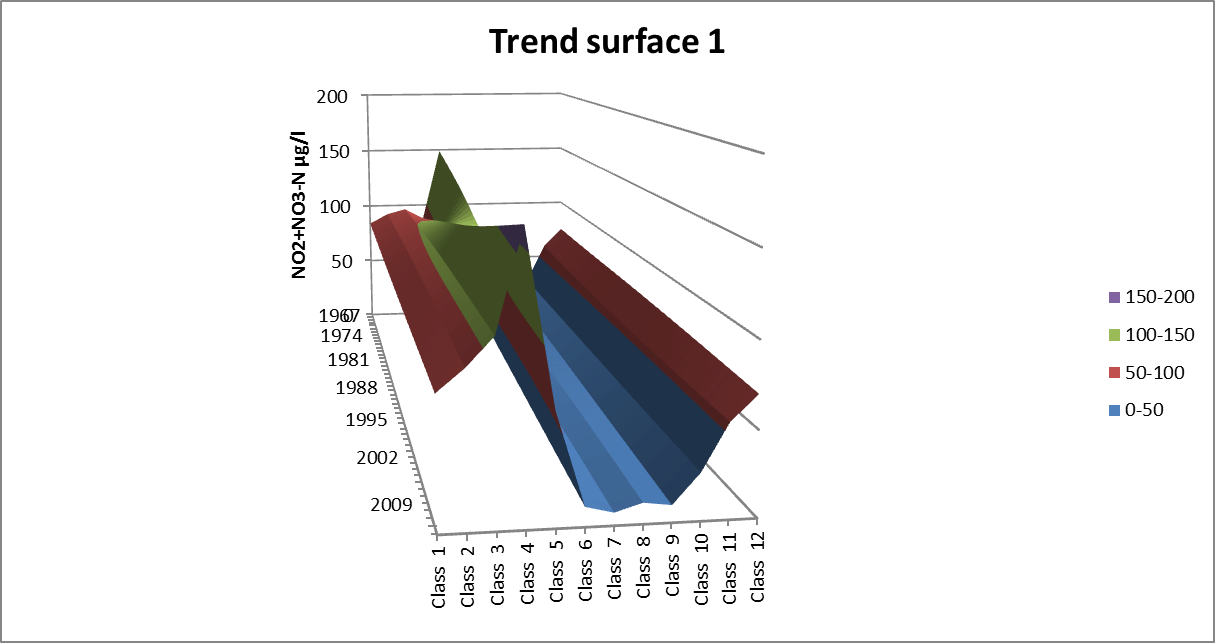 Trend surface 1
NO2+NO3-N µg/l
200
150
100
50
0
1967
1974
1981
1988
1995
2002
2009
Class 1
Class 2
Class 3
Class 4
Class 5
Class 6
Class 7
Class 8
Class 9
Class 10
Class 11
Class 12
150-200
100-150
50-100
0-50